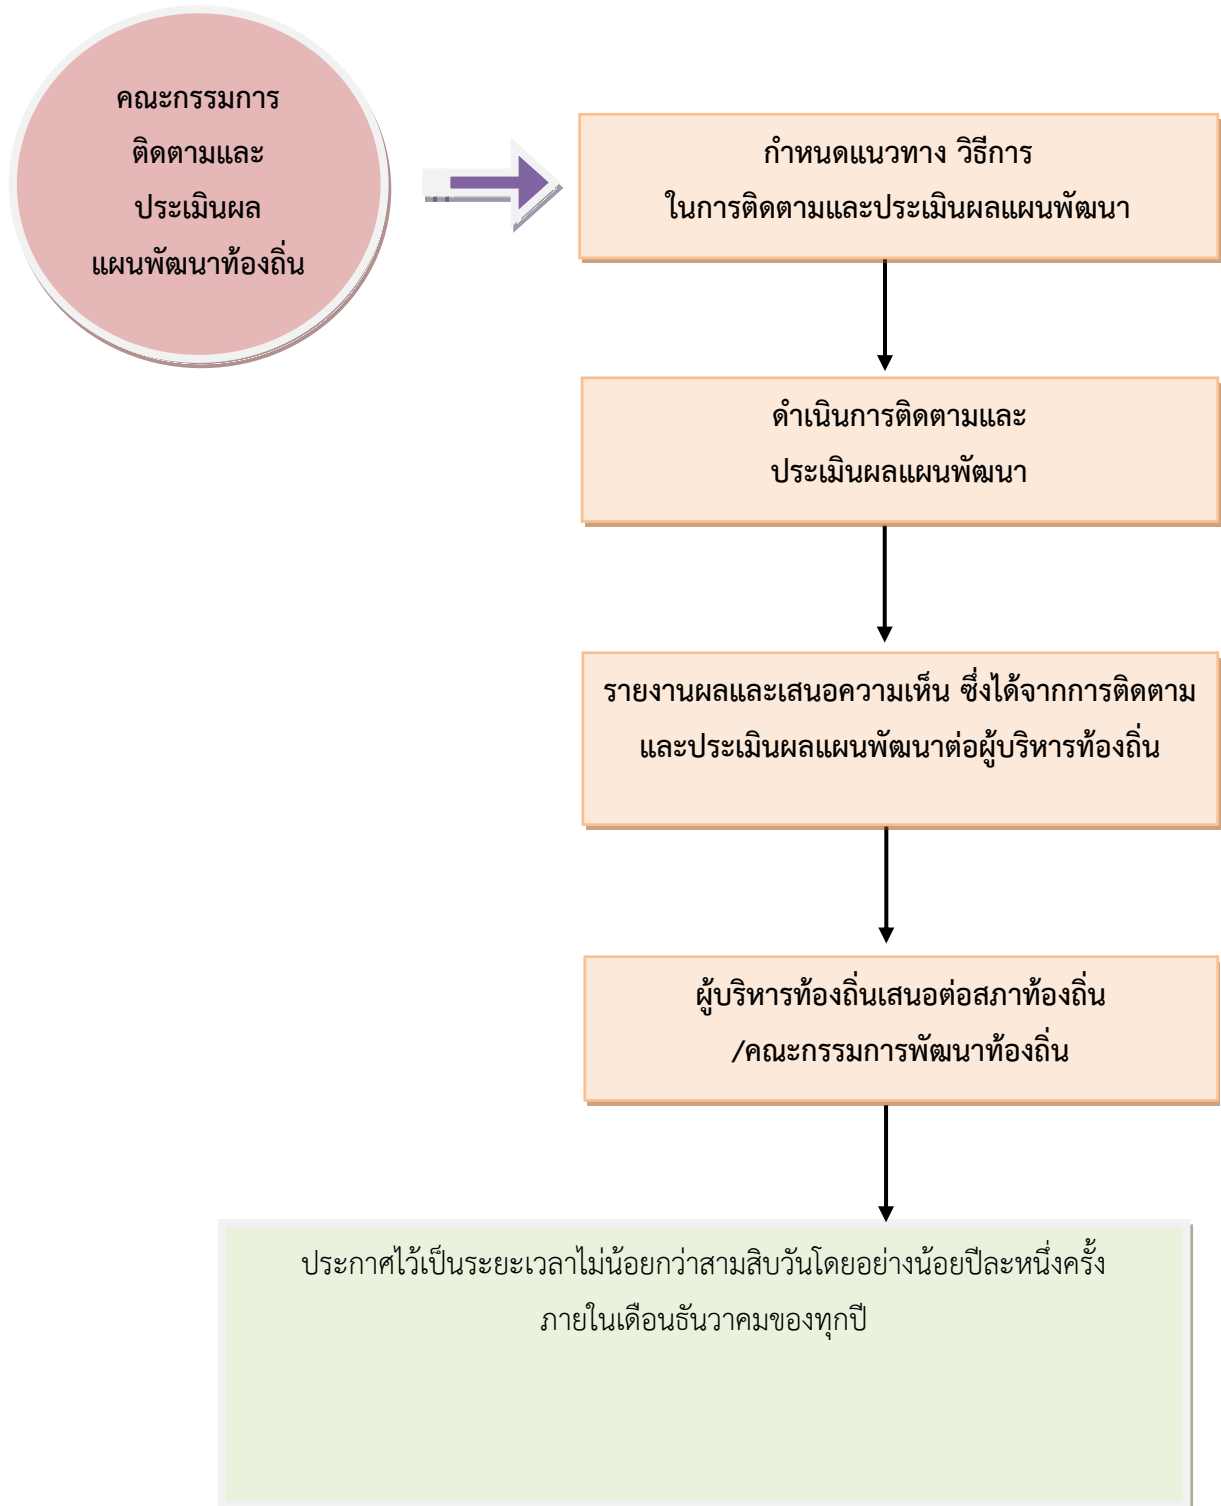 คณะกรรมการ
ติดตามและ
ประเมินผล
แผนพัฒนาท้องถิ่น
กำหนดแนวทาง วิธีการ
ในการติดตามและประเมินผลแผนพัฒนา
ดำเนินการติดตามและ
ประเมินผลแผนพัฒนา
รายงานผลและเสนอความเห็น ซึ่งได้จากการติดตาม
และประเมินผลแผนพัฒนาต่อผู้บริหารท้องถิ่น
ผู้บริหารท้องถิ่นเสนอต่อสภาท้องถิ่น
/คณะกรรมการพัฒนาท้องถิ่น
ประกาศไว้เป็นระยะเวลาไม่น้อยกว่าสามสิบวันโดยอย่างน้อยปีละหนึ่งครั้ง
ภายในเดือนธันวาคมของทุกปี